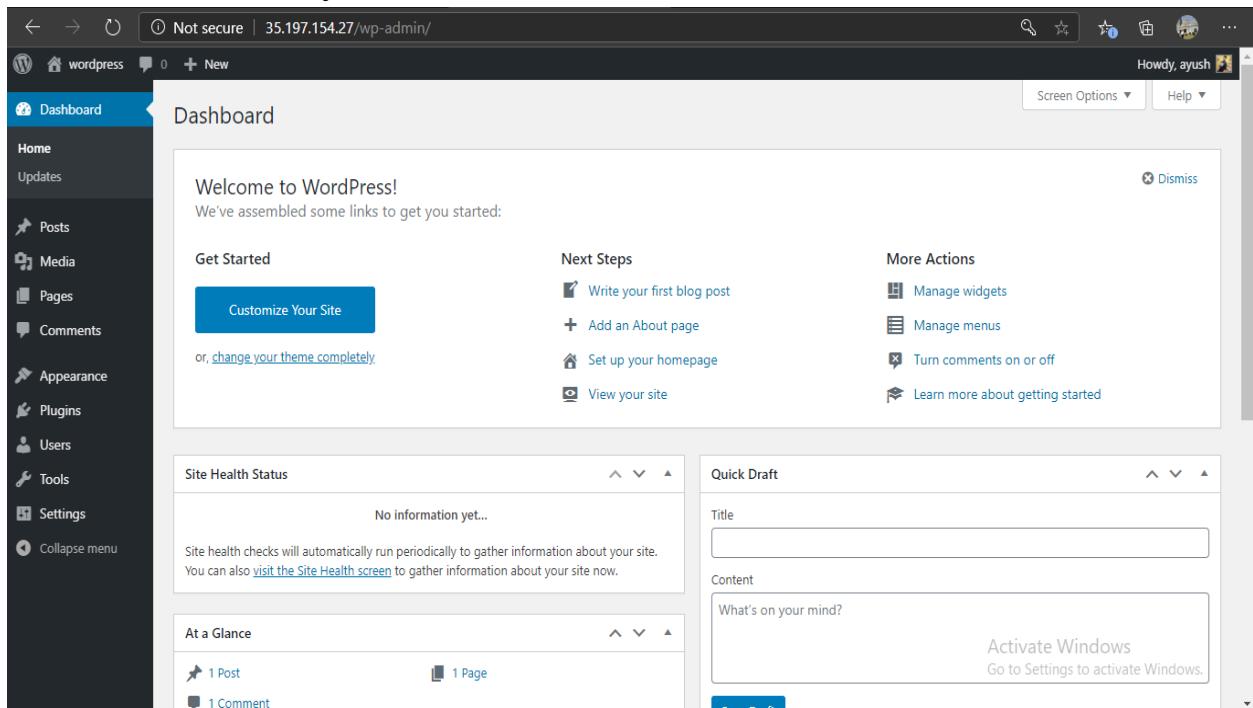 Not secure | 35.197.154.27/wp-admin/
wordpress 0 + New Howdy, ayush
Dashboard
Home
Updates
Posts
Media
Pages
Comments
Appearance
Plugins
Users
Tools
Settings
Collapse menu
Screen Options ▼ Help ▼
Dashboard
Welcome to WordPress!
Dismiss
We've assembled some links to get you started:
Get Started
Customize Your Site
or, change your theme completely
Next Steps
Write your first blog post
Add an About page
Set up your homepage
View your site
More Actions
Manage widgets
Manage menus
Turn comments on or off
Learn more about getting started
Site Health Status
No information yet...
Site health checks will automatically run periodically to gather information about your site.
You can also visit the Site Health screen to gather information about your site now.
At a Glance
1 Post
1 Page
1 Comment
Quick Draft
Title
Content
What's on your mind?
Activate Windows
Go to Settings to activate Windows.